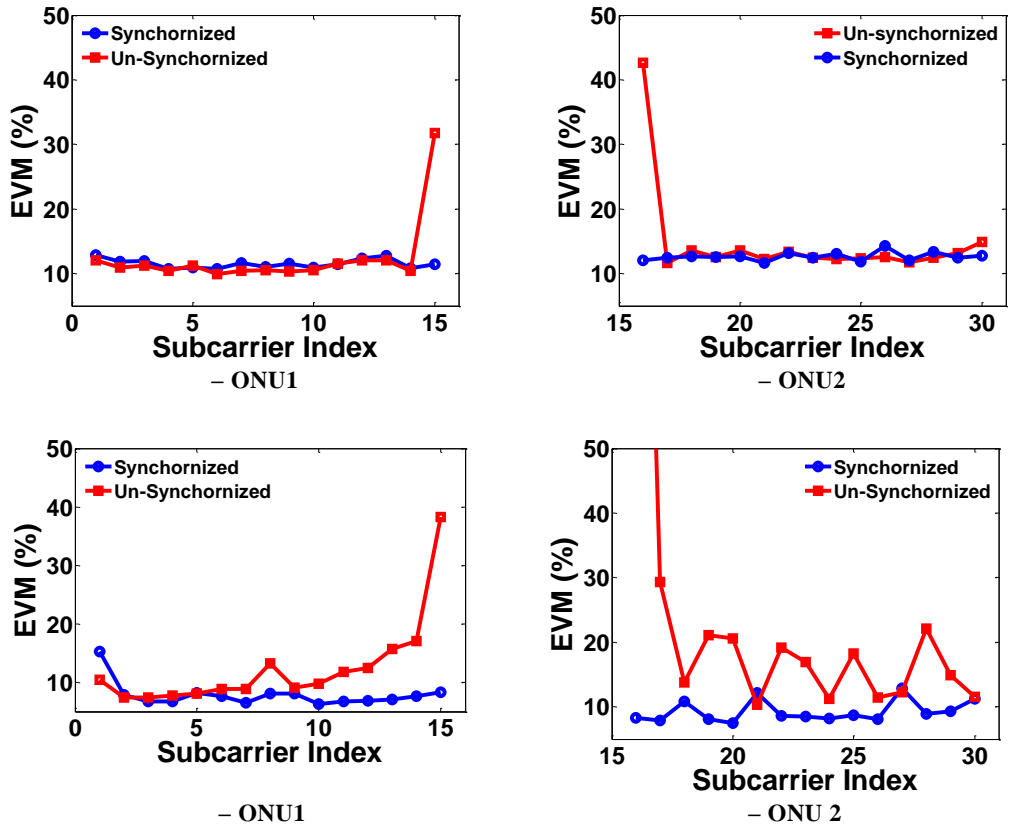 50
40
30
20
10
EVM (%)
Synchornized
Un-Synchornized
0
5
10
15
Subcarrier Index
– ONU1
50
40
30
20
10
EVM (%)
Un-synchornized
Synchornized
15
20
25
30
Subcarrier Index
– ONU2
50
40
30
20
10
EVM (%)
Synchornized
Un-Synchornized
0
5
10
15
Subcarrier Index
– ONU1
50
40
30
20
10
EVM (%)
Synchornized
Un-Synchornized
15
20
25
30
Subcarrier Index
– ONU 2